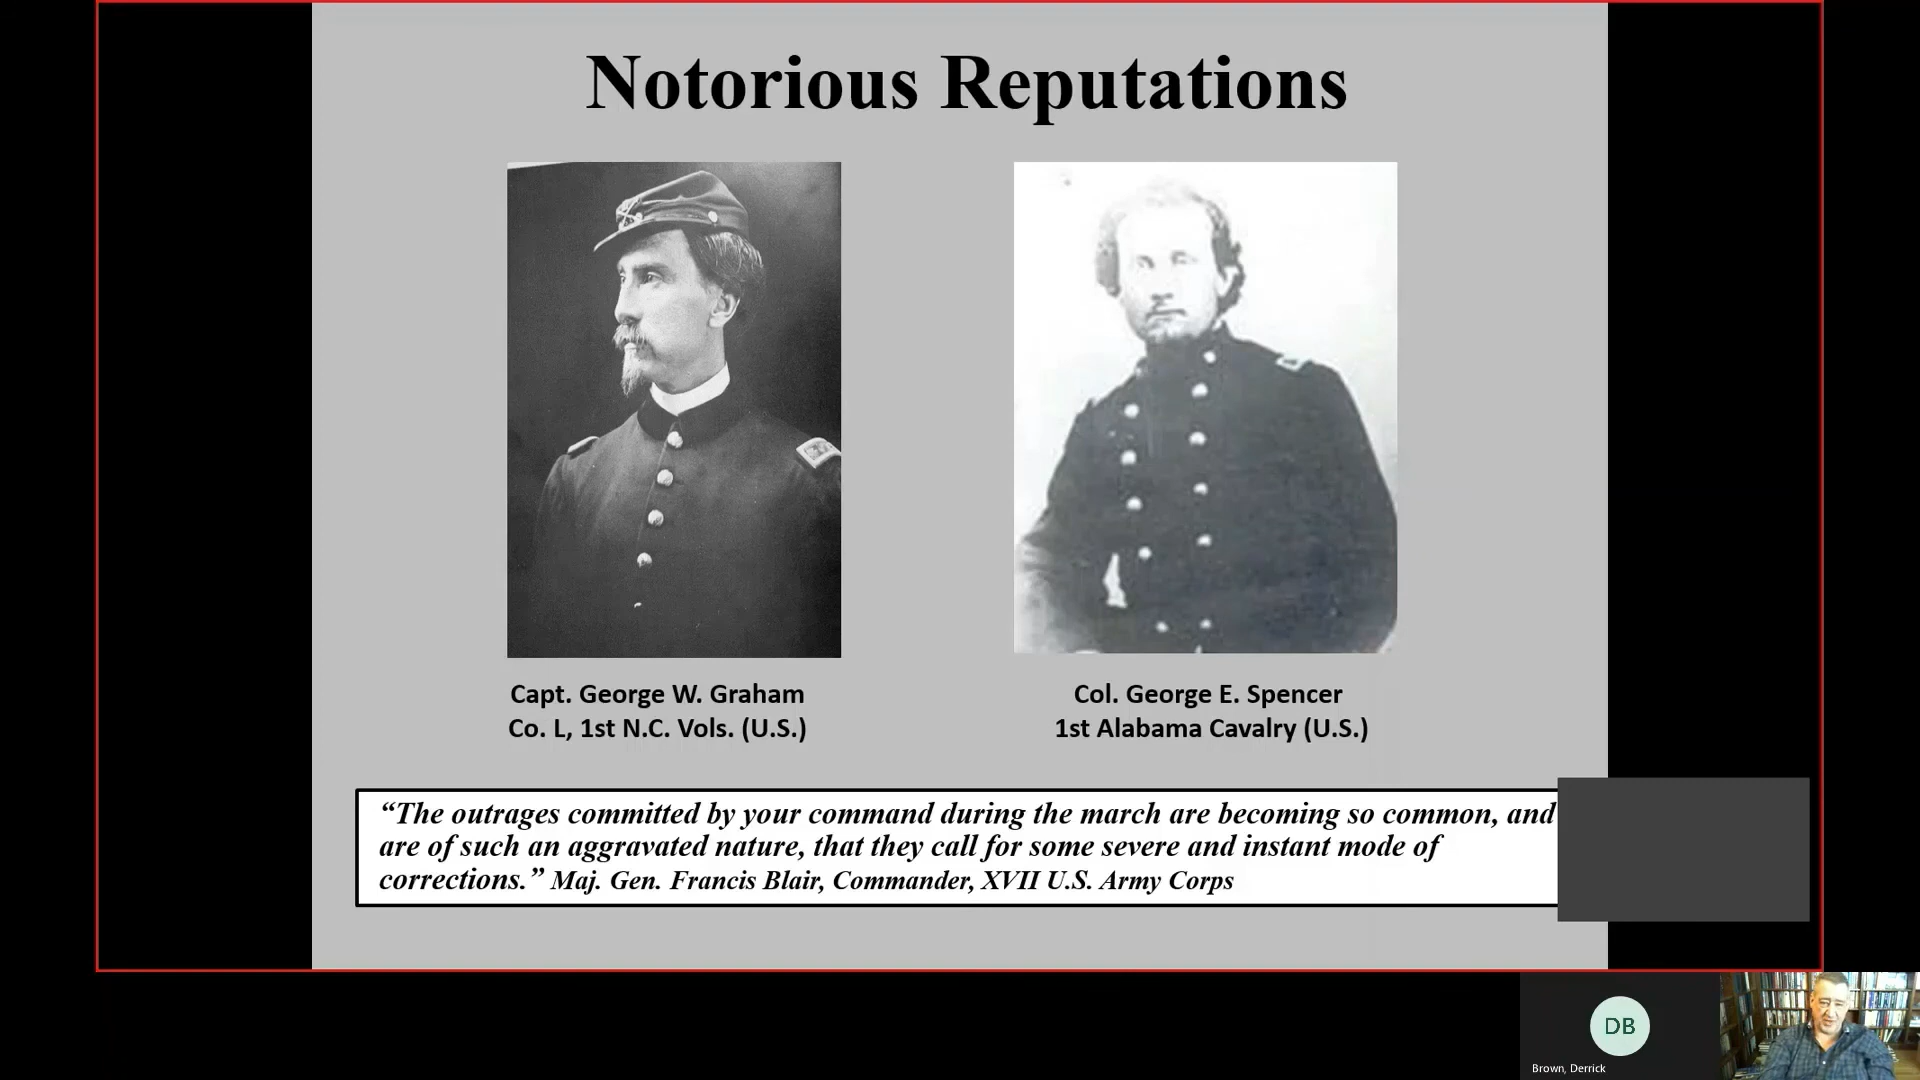 Notorious Reputations
Capt. George W. Graham
Co. L, 1st N.C. Vols. (U.S.)
Col. George E. Spencer
1st Alabama Cavalry (U.S.)
“The outrages committed by your command during the march are becoming so common, and
are of such an aggravated nature, that they call for some severe and instant mode of
corrections.” Maj. Gen. Francis Blair, Commander, XVII U.S. Army Corps
DB
Brown, Derrick